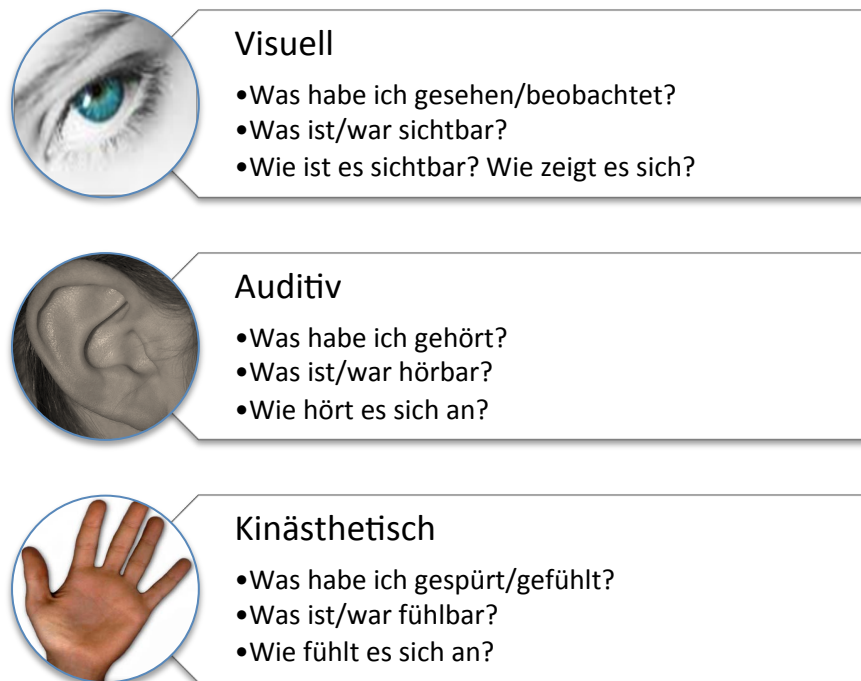 Visuell
•Was habe ich gesehen/beobachtet?
•Was ist/war sichtbar?
•Wie ist es sichtbar? Wie zeigt es sich?
Auditiv
•Was habe ich gehört?
•Was ist/war hörbar?
•Wie hört es sich an?
Kinästhetisch
•Was habe ich gespürt/gefühlt?
•Was ist/war fühlbar?
•Wie fühlt es sich an?